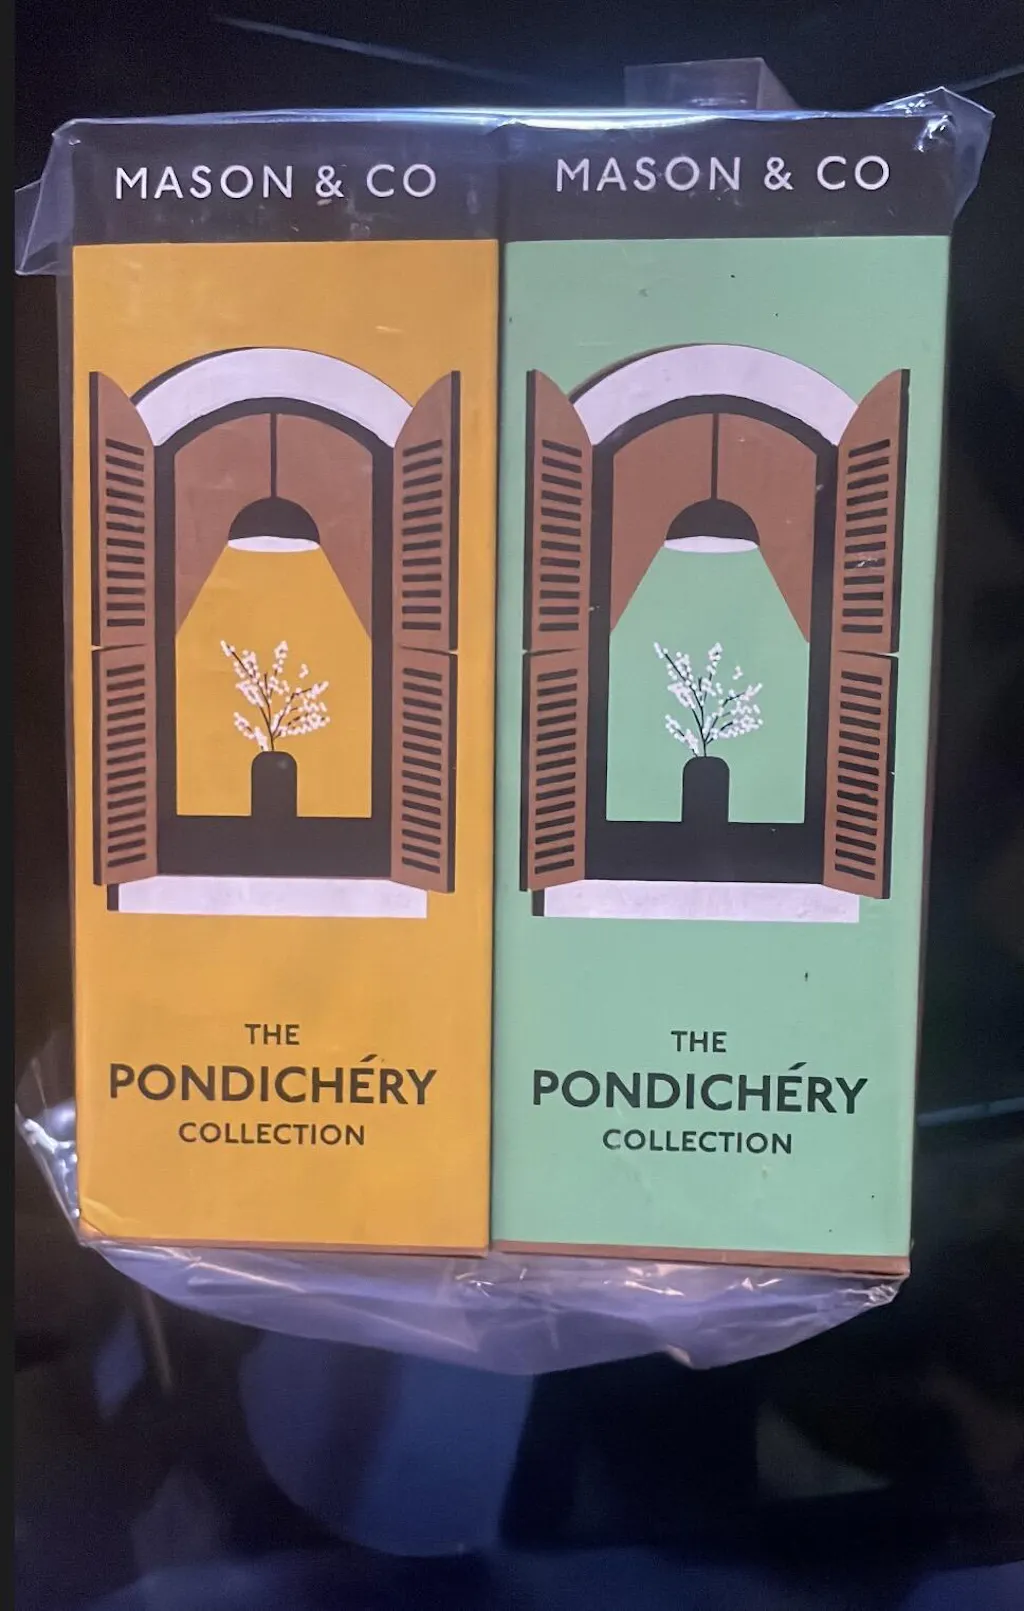 MASON & CO
THE
PONDICHÉRY
COLLECTION
MASON & CO
THE
PONDICHÉRY
COLLECTION